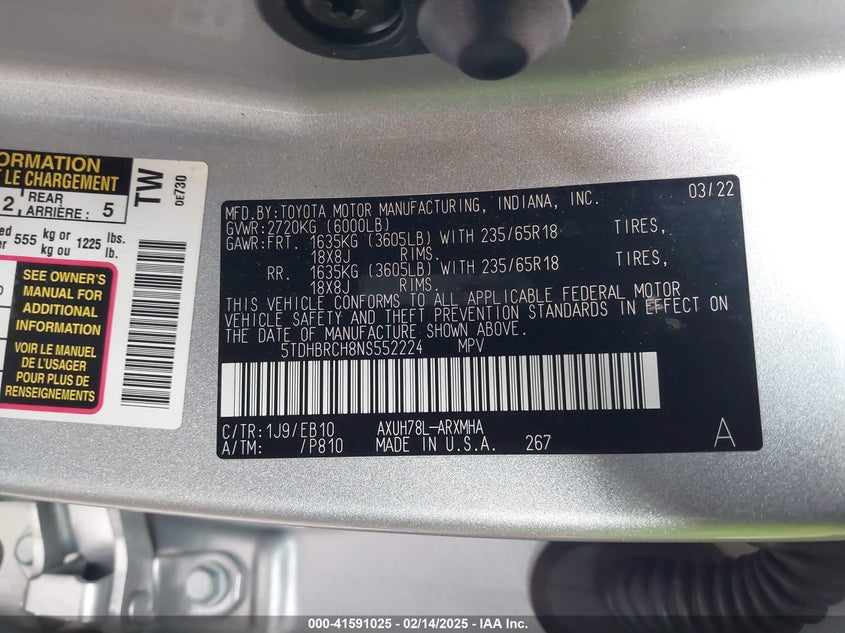 ORMATION
LE CHARGEMENT
2 REAR ARRIÈRE: 5
555 kg or kg ou 1225 lbs. lb.
SEE OWNER'S
MANUAL FOR
ADDITIONAL
INFORMATION
VOIR LE MANUEL
DE L'USAGER
POUR PLUS DE
RENSEIGNEMENTS
TW
0E730
MFD.BY:TOYOTA MOTOR MANUFACTURING, INDIANA, INC. 03/22
GVWR:2720KG (6000LB)
GAWR:FRT. 1635KG (3605LB) WITH 235/65R18 TIRES,
18X8J RIMS.
RR. 1635KG (3605LB) WITH 235/65R18 TIRES,
18X8J RIMS.
THIS VEHICLE CONFORMS TO ALL APPLICABLE FEDERAL MOTOR
VEHICLE SAFETY AND THEFT PREVENTION STANDARDS IN EFFECT ON
THE DATE OF MANUFACTURE SHOWN ABOVE.
5TDHBRCH8NS552224 MPV
C/TR:1J9/EB10 AXUH78L-ARXMHA
A/TM: /P810 MADE IN U.S.A. 267 A
000-41591025 - 02/14/2025 - IAA Inc.